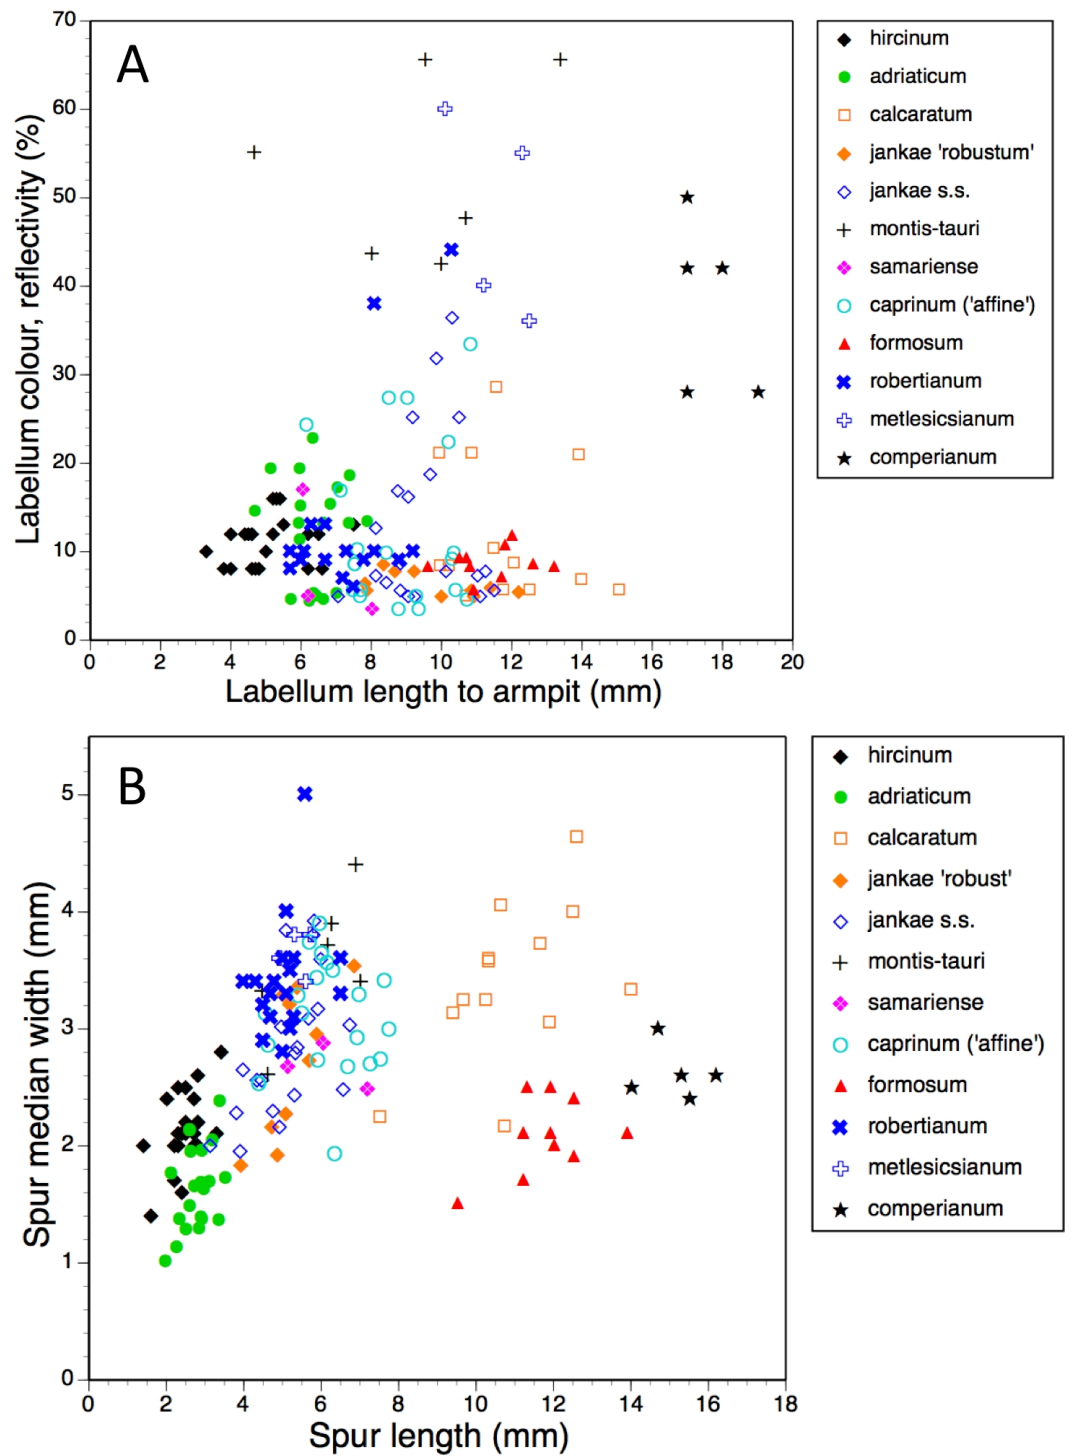 A
70
60
50
40
30
20
10
0
Labellum colour, reflectivity (%)
0 2 4 6 8 10 12 14 16 18 20
Labellum length to armpit (mm)
hircinum
adriaticum
calcaratum
jankae 'robustum'
jankae s.s.
montis-tauri
samariense
caprinum ('affine')
formosum
robertianum
metlesicsianum
comperianum
B
5
4
3
2
1
0
Spur median width (mm)
0 2 4 6 8 10 12 14 16 18
Spur length (mm)
hircinum
adriaticum
calcaratum
jankae 'robust'
jankae s.s.
montis-tauri
samariense
caprinum ('affine')
formosum
robertianum
metlesicsianum
comperianum